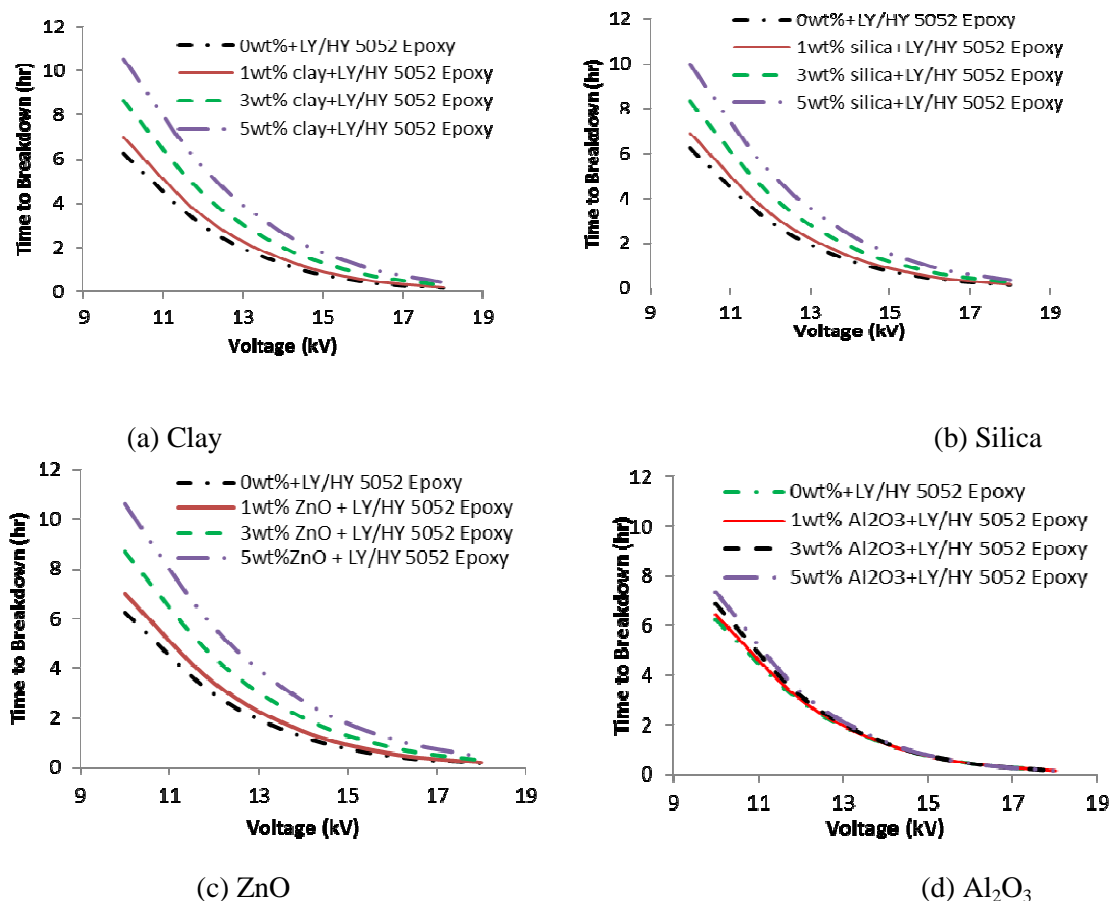 12
10
8
6
4
2
0
Time to Breakdown (hr)
0wt%+LY/HY 5052 Epoxy
1wt% clay+LY/HY 5052 Epoxy
3wt% clay+LY/HY 5052 Epoxy
5wt% clay+LY/HY 5052 Epoxy
9 11 13 15 17 19
Voltage (kV)
(a) Clay
12
10
8
6
4
2
0
Time to Breakdown (hr)
0wt%+LY/HY 5052 Epoxy
1wt% silica+LY/HY 5052 Epoxy
3wt% silica+LY/HY 5052 Epoxy
5wt% silica+LY/HY 5052 Epoxy
9 11 13 15 17 19
Voltage (kV)
(b) Silica
12
10
8
6
4
2
0
Time to Breakdown (hr)
0wt%+LY/HY 5052 Epoxy
1wt% ZnO + LY/HY 5052 Epoxy
3wt% ZnO + LY/HY 5052 Epoxy
5wt%ZnO + LY/HY 5052 Epoxy
9 11 13 15 17 19
Voltage (kV)
(c) ZnO
12
10
8
6
4
2
0
Time to Breakdown (hr)
0wt%+LY/HY 5052 Epoxy
1wt% Al2O3+LY/HY 5052 Epoxy
3wt% Al2O3+LY/HY 5052 Epoxy
5wt% Al2O3+LY/HY 5052 Epoxy
9 11 13 15 17 19
Voltage (kV)
(d) Al₂O₃